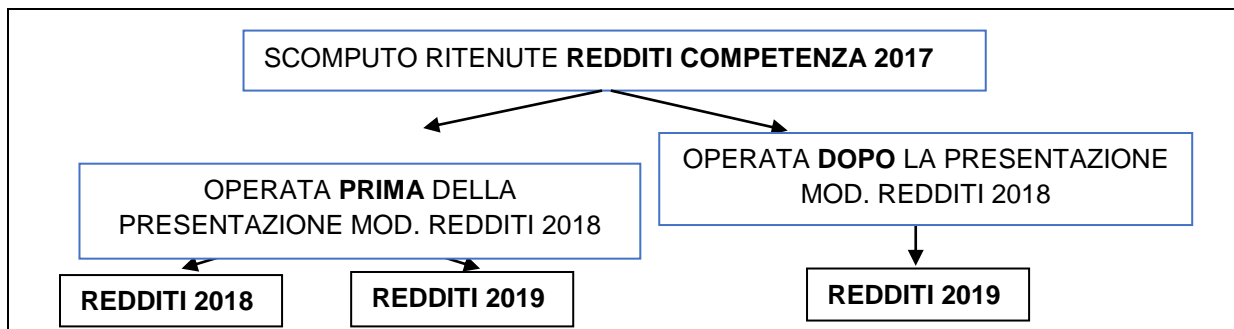 SCOMPUTO RITENUTE REDDITI COMPETENZA 2017
OPERATA PRIMA DELLA
PRESENTAZIONE MOD. REDDITI 2018
OPERATA DOPO LA PRESENTAZIONE
MOD. REDDITI 2018
REDDITI 2018
REDDITI 2019
REDDITI 2019